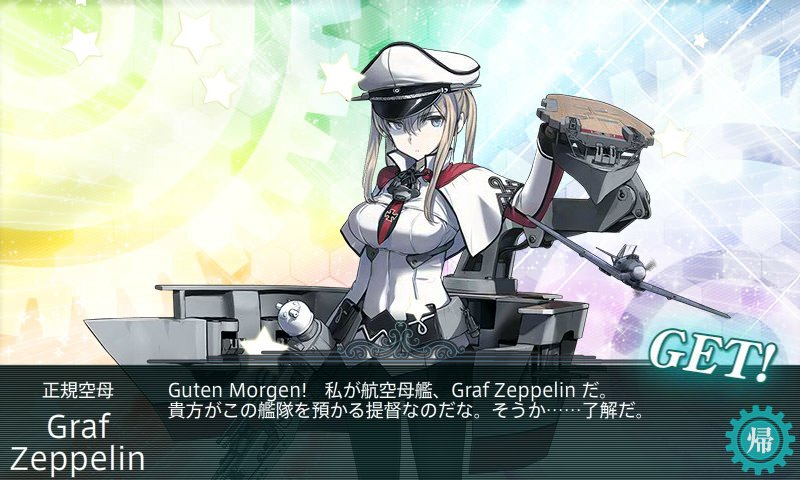 GET!
正規空母
Graf
Zeppelin
Guten Morgen!　私が航空母艦、Graf Zeppelin だ。
貴方がこの艦隊を預かる提督なのだな。そうか……了解だ。
帰